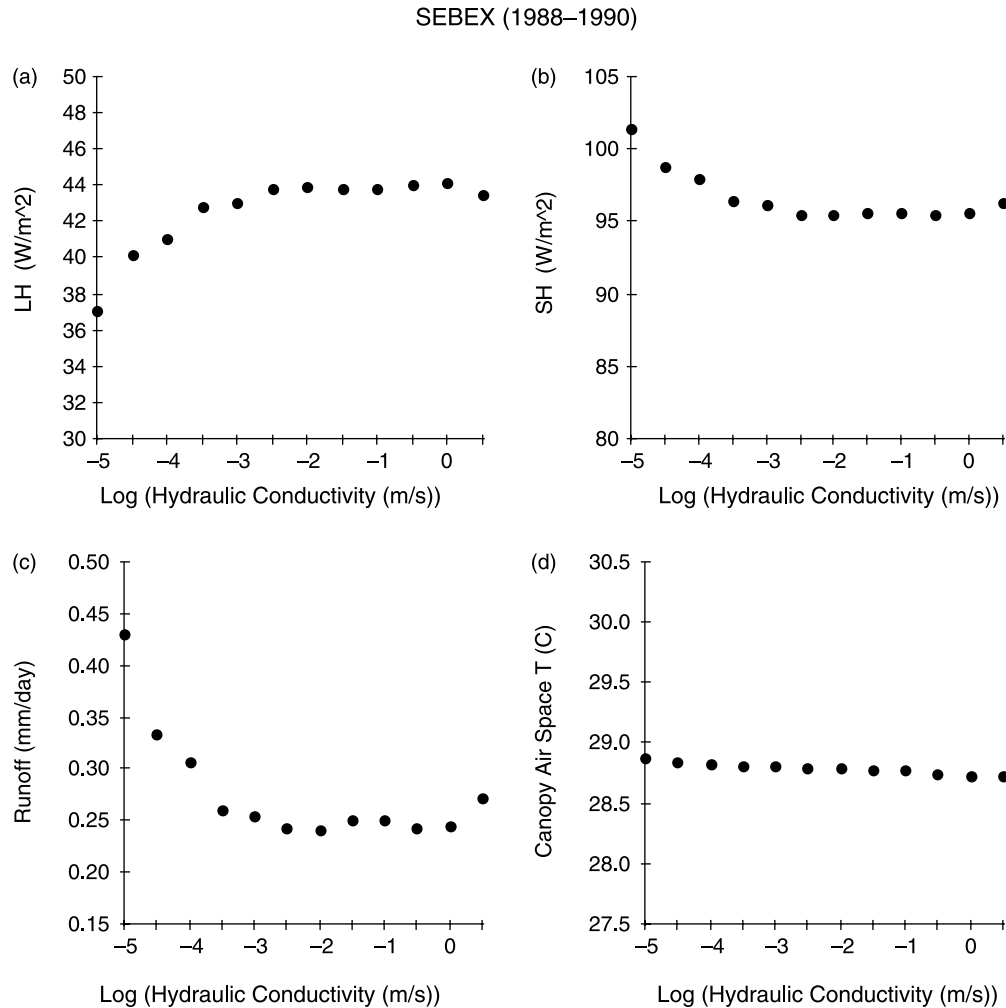 SEBEX (1988–1990)
(a)
50
48
46
44
42
40
38
36
34
32
30
LH (W/m^2)
–5 –4 –3 –2 –1 0
Log (Hydraulic Conductivity (m/s))
(b)
105
100
95
90
85
80
SH (W/m^2)
–5 –4 –3 –2 –1 0
Log (Hydraulic Conductivity (m/s))
(c)
0.50
0.45
0.40
0.35
0.30
0.25
0.20
0.15
Runoff (mm/day)
–5 –4 –3 –2 –1 0
Log (Hydraulic Conductivity (m/s))
(d)
30.5
30.0
29.5
29.0
28.5
28.0
27.5
Canopy Air Space T (C)
–5 –4 –3 –2 –1 0
Log (Hydraulic Conductivity (m/s))